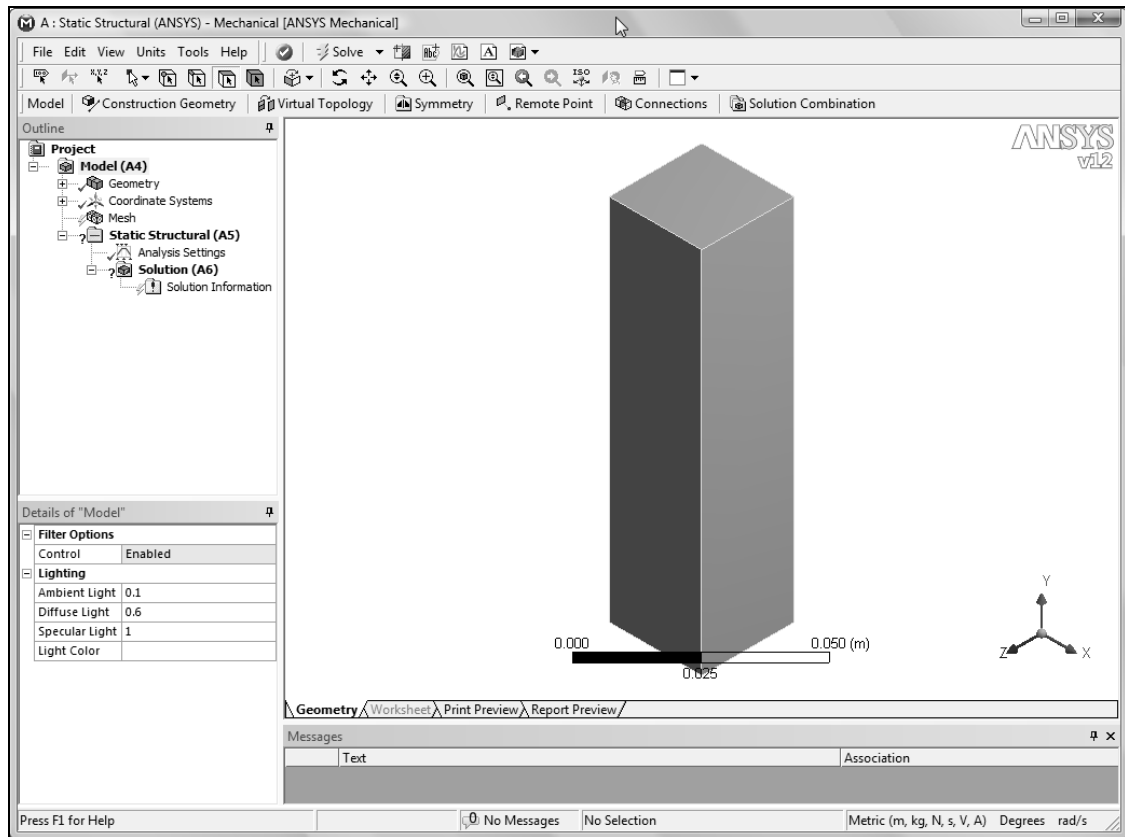 A : Static Structural (ANSYS) - Mechanical [ANSYS Mechanical]
File Edit View Units Tools Help Solve
Model Construction Geometry Virtual Topology Symmetry Remote Point Connections Solution Combination
Outline
Project
Model (A4)
Geometry
Coordinate Systems
Mesh
Static Structural (A5)
Analysis Settings
Solution (A6)
Solution Information
ANSYS
v12
Details of "Model"
Filter Options
Control Enabled
Lighting
Ambient Light 0.1
Diffuse Light 0.6
Specular Light 1
Light Color
Y
Z X
0.000 0.050 (m)
0.025
Geometry Worksheet Print Preview Report Preview
Messages
Text Association
Press F1 for Help 0 No Messages No Selection Metric (m, kg, N, s, V, A) Degrees rad/s